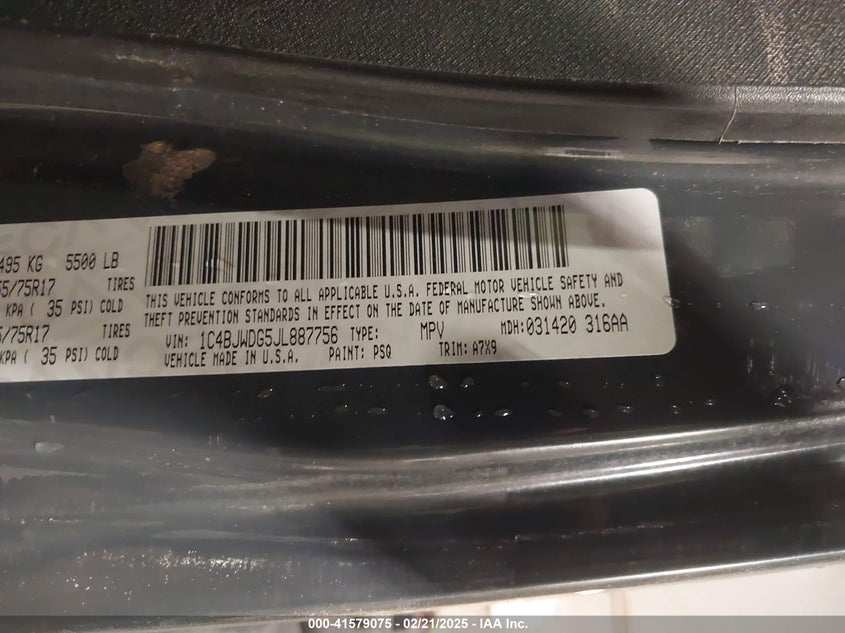 495 KG 5500 LB
/75R17 TIRES
KPA ( 35 PSI) COLD
/75R17 TIRES
KPA ( 35 PSI) COLD
THIS VEHICLE CONFORMS TO ALL APPLICABLE U.S.A. FEDERAL MOTOR VEHICLE SAFETY AND
THEFT PREVENTION STANDARDS IN EFFECT ON THE DATE OF MANUFACTURE SHOWN ABOVE.
VIN: 1C4BJWDG5JL887756 TYPE: MPV MDH: 031420 316AA
VEHICLE MADE IN U.S.A. PAINT: PSQ TRIM: A7X9
000-41579075 - 02/21/2025 - IAA Inc.